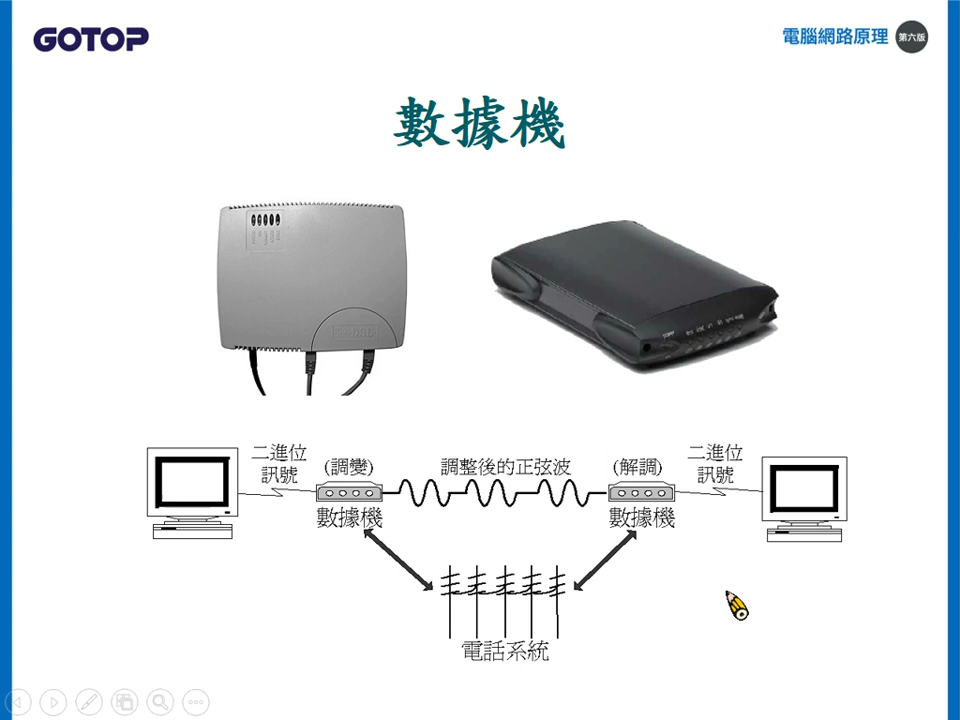 GOTOP
電腦網路原理 第六版
數據機
二進位
訊號
(調變)
調整後的正弦波
(解調)
二進位
訊號
數據機
數據機
電話系統